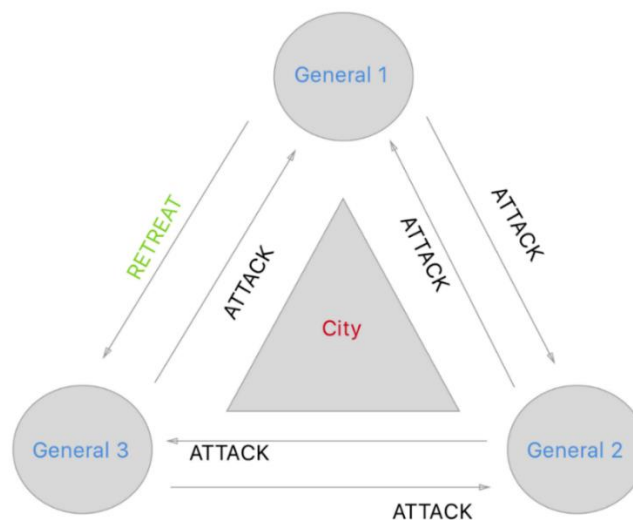 General 1
RETREAT
ATTACK
ATTACK
ATTACK
City
General 3
ATTACK
General 2
ATTACK